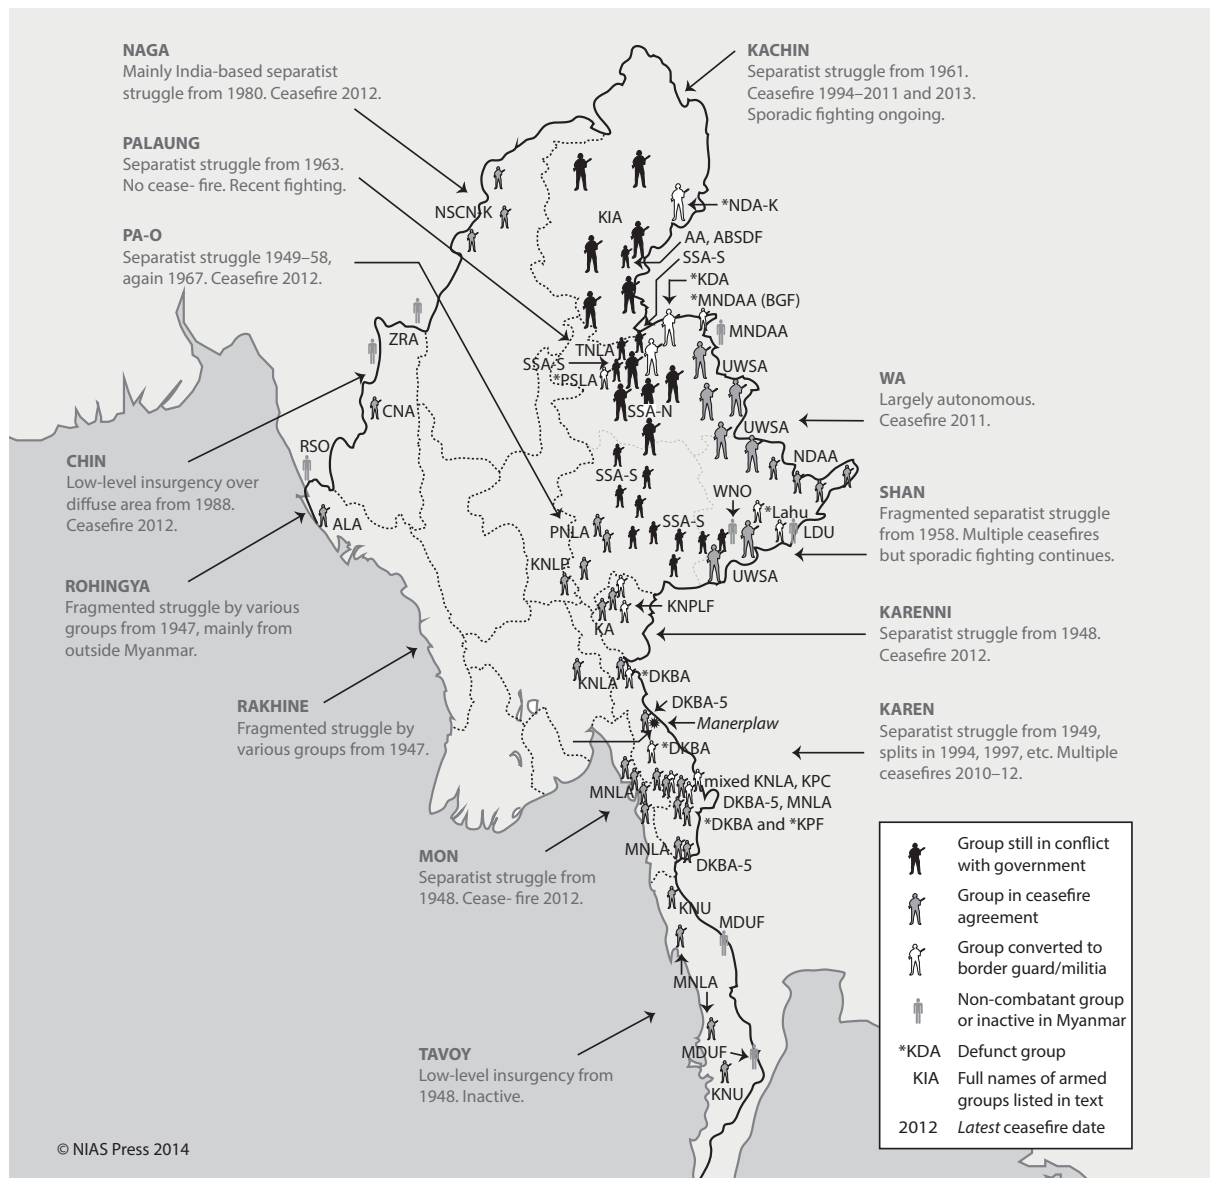 NAGA
Mainly India-based separatist
struggle from 1980. Ceasefire 2012.
KACHIN
Separatist struggle from 1961.
Ceasefire 1994–2011 and 2013.
Sporadic fighting ongoing.
PALAUNG
Separatist struggle from 1963.
No cease- fire. Recent fighting.
PA-O
Separatist struggle 1949–58,
again 1967. Ceasefire 2012.
NSCN-K
KIA
*NDA-K
AA, ABSDF
SSA-S
*KDA
*MNDAA (BGF)
MNDAA
ZRA
TNLA
SSA-S
*PSLA
UWSA
SSA-N
CNA
WA
Largely autonomous.
Ceasefire 2011.
UWSA
RSO
NDAA
CHIN
Low-level insurgency over
diffuse area from 1988.
Ceasefire 2012.
SSA-S
WNO
*Lahu
SHAN
Fragmented separatist struggle
from 1958. Multiple ceasefires
but sporadic fighting continues.
ALA
PNLA
SSA-S
LDU
KNLP
UWSA
ROHINGYA
Fragmented struggle by various
groups from 1947, mainly from
outside Myanmar.
KNPLF
KA
KARENNI
Separatist struggle from 1948.
Ceasefire 2012.
KNLA
*DKBA
RAKHINE
Fragmented struggle by
various groups from 1947.
DKBA-5
Manerplaw
*DKBA
KAREN
Separatist struggle from 1949,
splits in 1994, 1997, etc. Multiple
ceasefires 2010–12.
MNLA
mixed KNLA, KPC
DKBA-5, MNLA
*DKBA and *KPF
MNLA
DKBA-5
MON
Separatist struggle from
1948. Cease- fire 2012.
KNU
MDUF
MNLA
MDUF
KNU
TAVOY
Low-level insurgency from
1948. Inactive.
Group still in conflict
with government
Group in ceasefire
agreement
Group converted to
border guard/militia
Non-combatant group
or inactive in Myanmar
*KDA Defunct group
KIA Full names of armed
groups listed in text
2012 Latest ceasefire date
© NIAS Press 2014